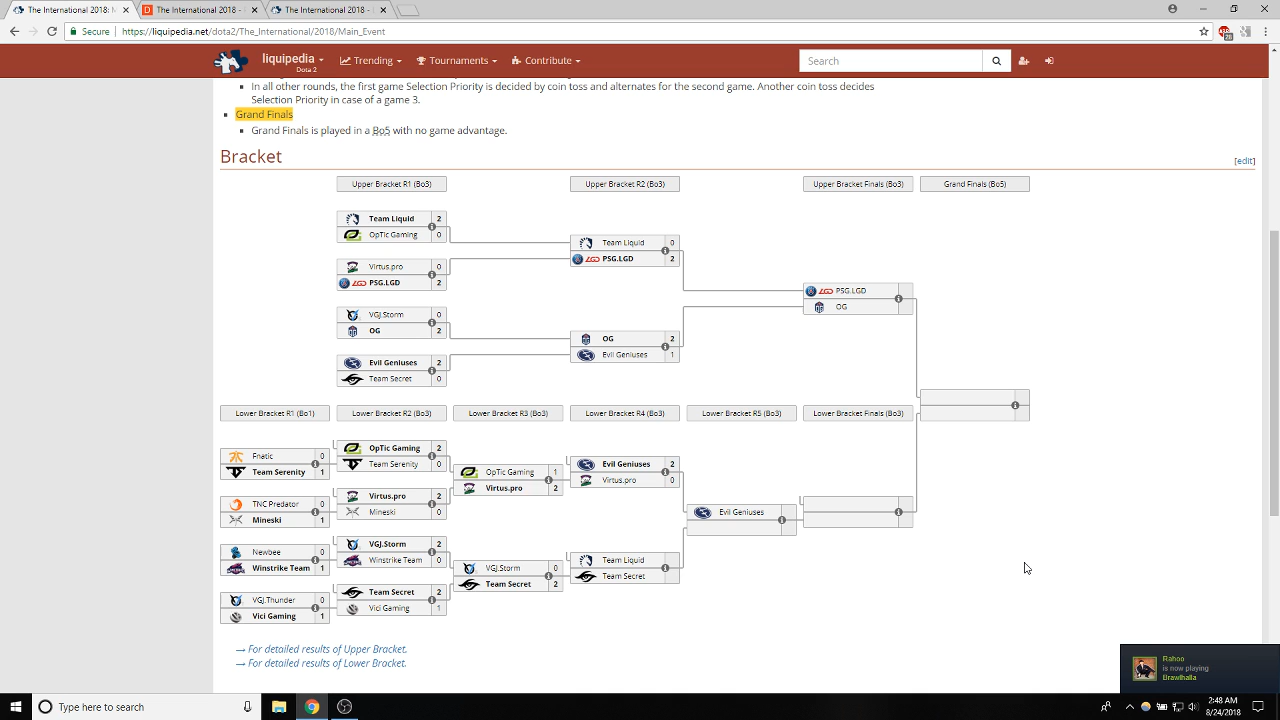 The International 2018: M
The International 2018 -
The International 2018 -
Secure
https://liquipedia.net/dota2/The_International/2018/Main_Event
liquipedia
Dota 2
Trending
Tournaments
Contribute
Search
In all other rounds, the first game Selection Priority is decided by coin toss and alternates for the second game. Another coin toss decides
Selection Priority in case of a game 3.
Grand Finals
Grand Finals is played in a Bo5 with no game advantage.
Bracket
[edit]
Upper Bracket R1 (Bo3)
Upper Bracket R2 (Bo3)
Upper Bracket Finals (Bo3)
Grand Finals (Bo5)
Team Liquid 2
OpTic Gaming 0
Team Liquid 0
PSG.LGD 2
Virtus.pro 0
PSG.LGD 2
PSG.LGD
OG
VGJ.Storm 0
OG 2
OG 2
Evil Geniuses 1
Evil Geniuses 2
Team Secret 0
Lower Bracket R1 (Bo1)
Lower Bracket R2 (Bo3)
Lower Bracket R3 (Bo3)
Lower Bracket R4 (Bo3)
Lower Bracket R5 (Bo3)
Lower Bracket Finals (Bo3)
Fnatic 0
Team Serenity 1
OpTic Gaming 2
Team Serenity 0
OpTic Gaming 1
Virtus.pro 2
Evil Geniuses 2
Virtus.pro 0
TNC Predator 0
Mineski 1
Virtus.pro 2
Mineski 0
Evil Geniuses
Newbee 0
Winstrike Team 1
VGJ.Storm 2
Winstrike Team 0
VGJ.Storm 0
Team Secret 2
Team Liquid
Team Secret
VGJ.Thunder 0
Vici Gaming 1
Team Secret 2
Vici Gaming 1
→ For detailed results of Upper Bracket.
→ For detailed results of Lower Bracket.
is now playing
Brawlhalla
Type here to search
2:48 AM
8/24/2018